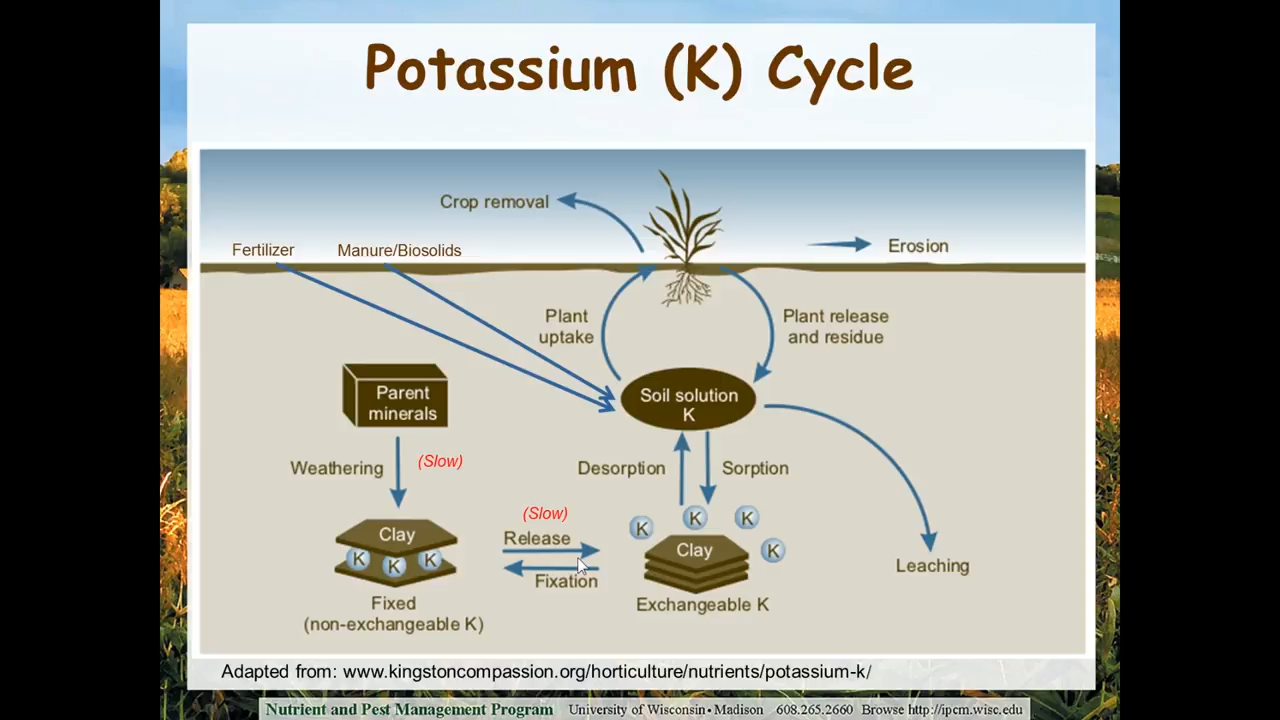 Potassium (K) Cycle
Crop removal
Fertilizer
Manure/Biosolids
Erosion
Plant
uptake
Plant release
and residue
Parent
minerals
Soil solution
K
Weathering
(Slow)
Desorption
Sorption
(Slow)
Release
Fixation
Clay
K K K
Fixed
(non-exchangeable K)
K K K K
Clay
Exchangeable K
Leaching
Adapted from: www.kingstoncompassion.org/horticulture/nutrients/potassium-k/
Nutrient and Pest Management Program University of Wisconsin•Madison 608.265.2660 Browse http://ipcm.wisc.edu